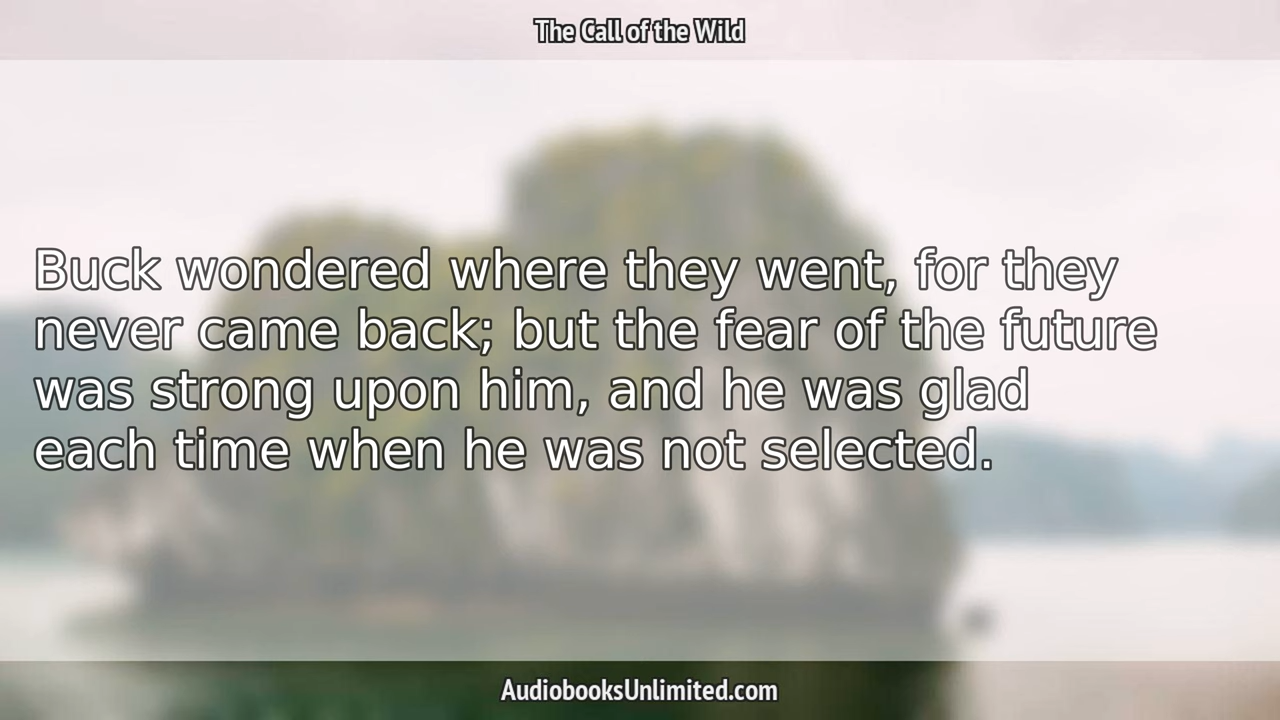 The Call of the Wild
Buck wondered where they went, for they
never came back; but the fear of the future
was strong upon him, and he was glad
each time when he was not selected.
AudiobooksUnlimited.com